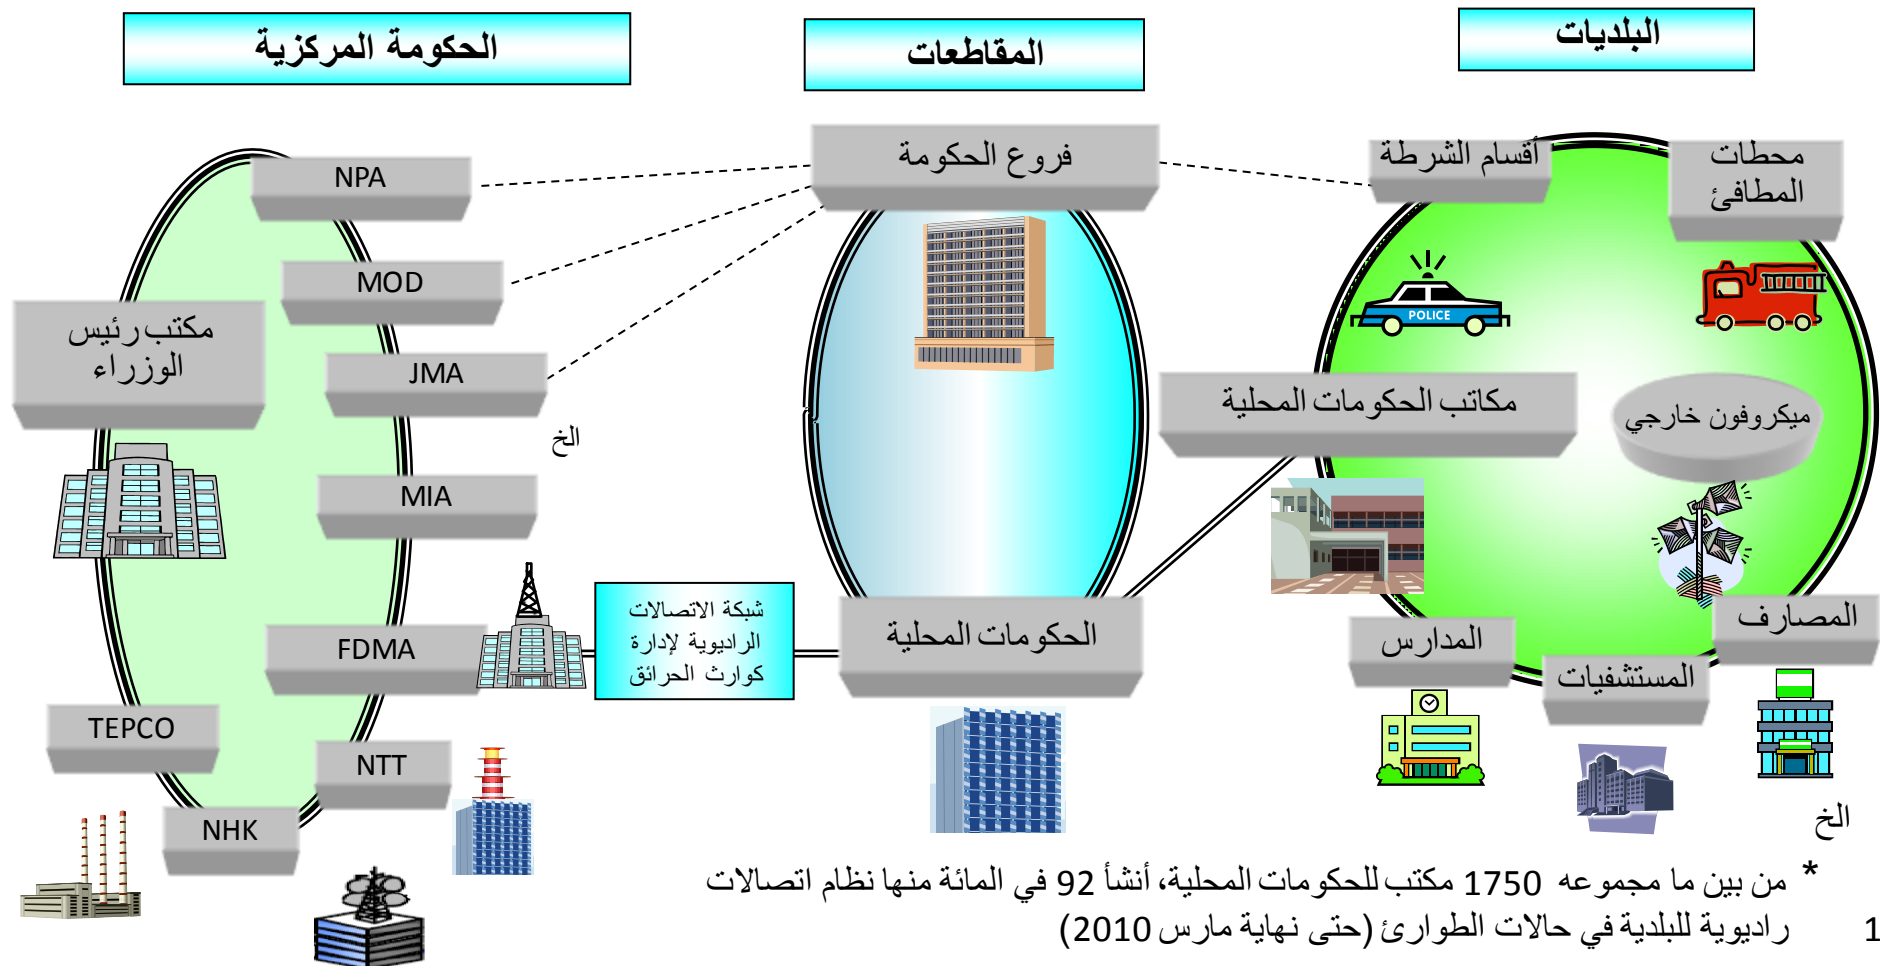 البلديات
المقاطعات
الحكومة المركزية
محطات
المطافئ
أقسام الشرطة
فروع الحكومة
NPA
MOD
مكتب رئيس
الوزراء
JMA
الخ
MIA
POLICE
مكاتب الحكومات المحلية
ميكروفون خارجي
المصارف
المدارس
المستشفيات
الخ
الحكومات المحلية
شبكة الاتصالات
الراديوية لإدارة
كوارث الحرائق
FDMA
TEPCO
NTT
NHK
* من بين ما مجموعه 1750 مكتب للحكومات المحلية، أنشأ 92 في المائة منها نظام اتصالات
راديوية للبلدية في حالات الطوارئ (حتى نهاية مارس 2010)
1